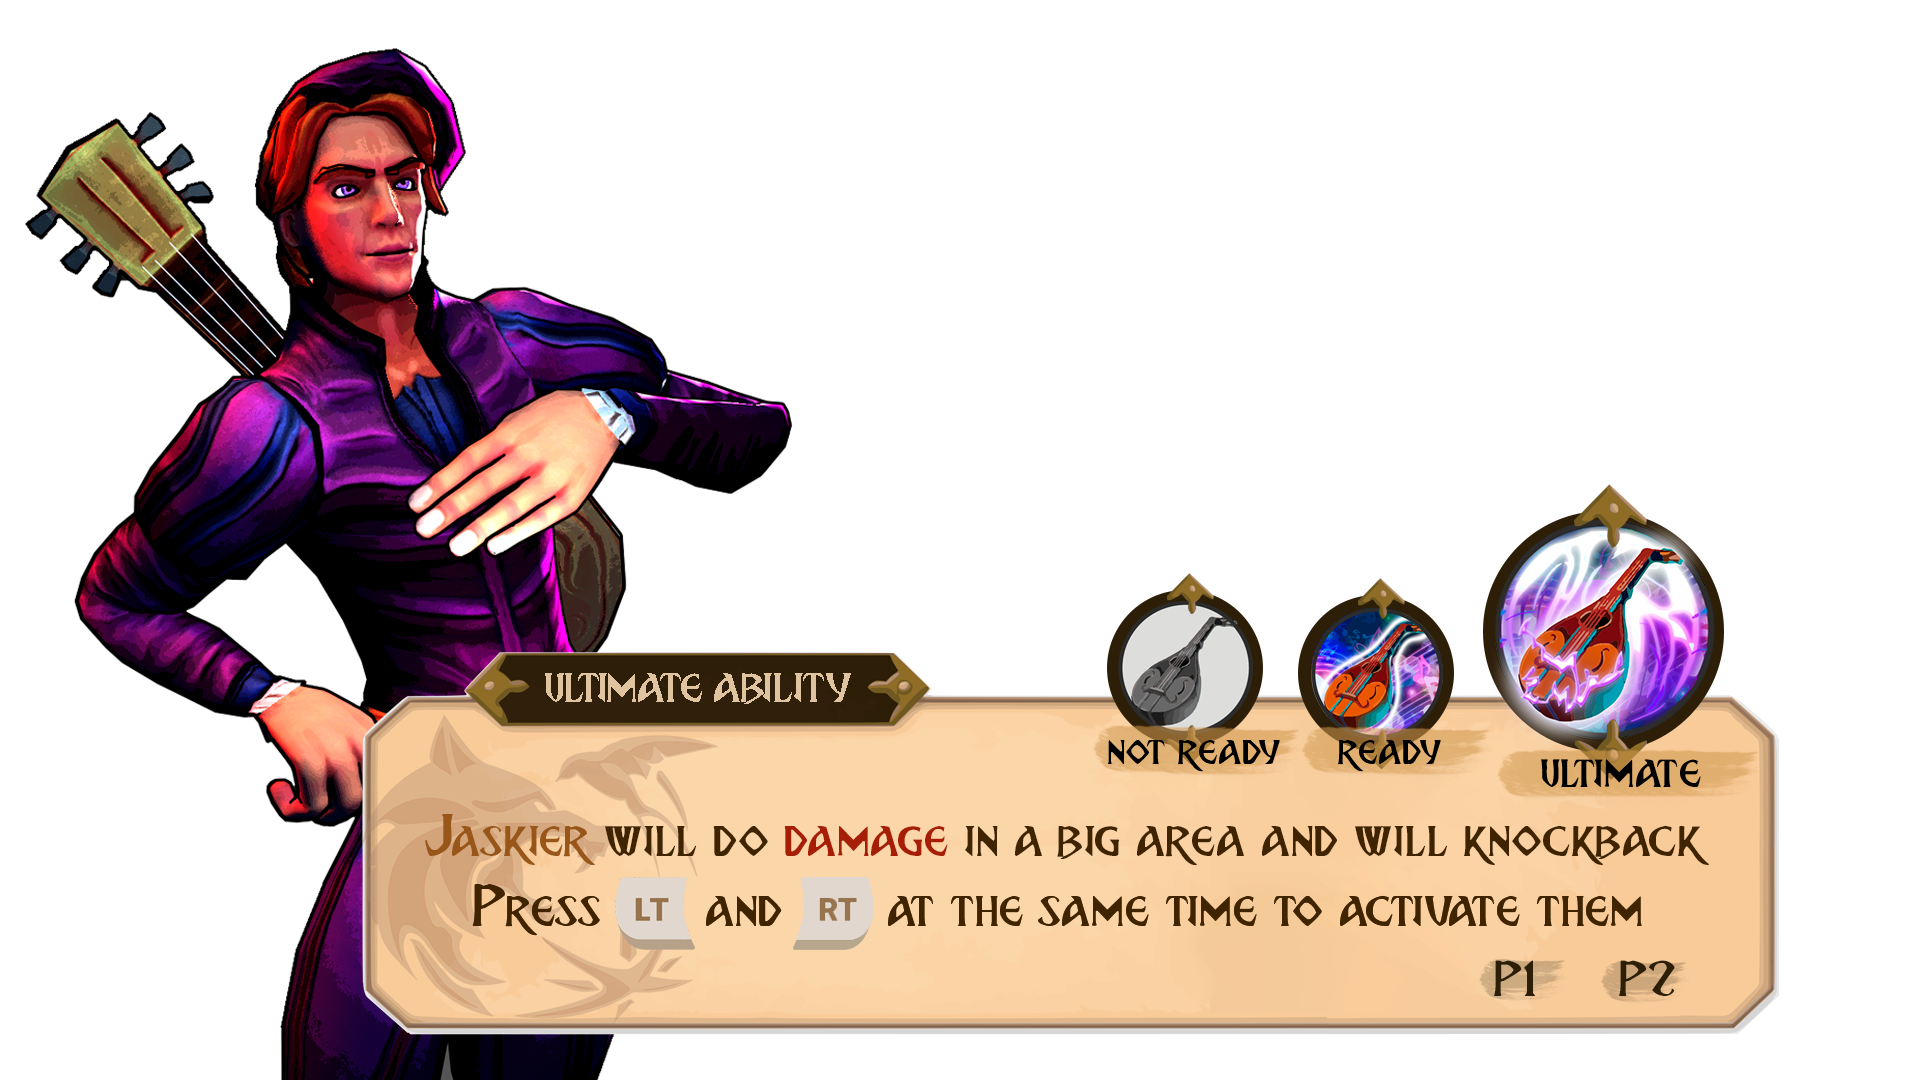 ULTIMATE ABILITY
NOT READY
READY
ULTIMATE
JASKIER WILL DO DAMAGE IN A BIG AREA AND WILL KNOCKBACK
PRESS LT AND RT AT THE SAME TIME TO ACTIVATE THEM
P1 P2